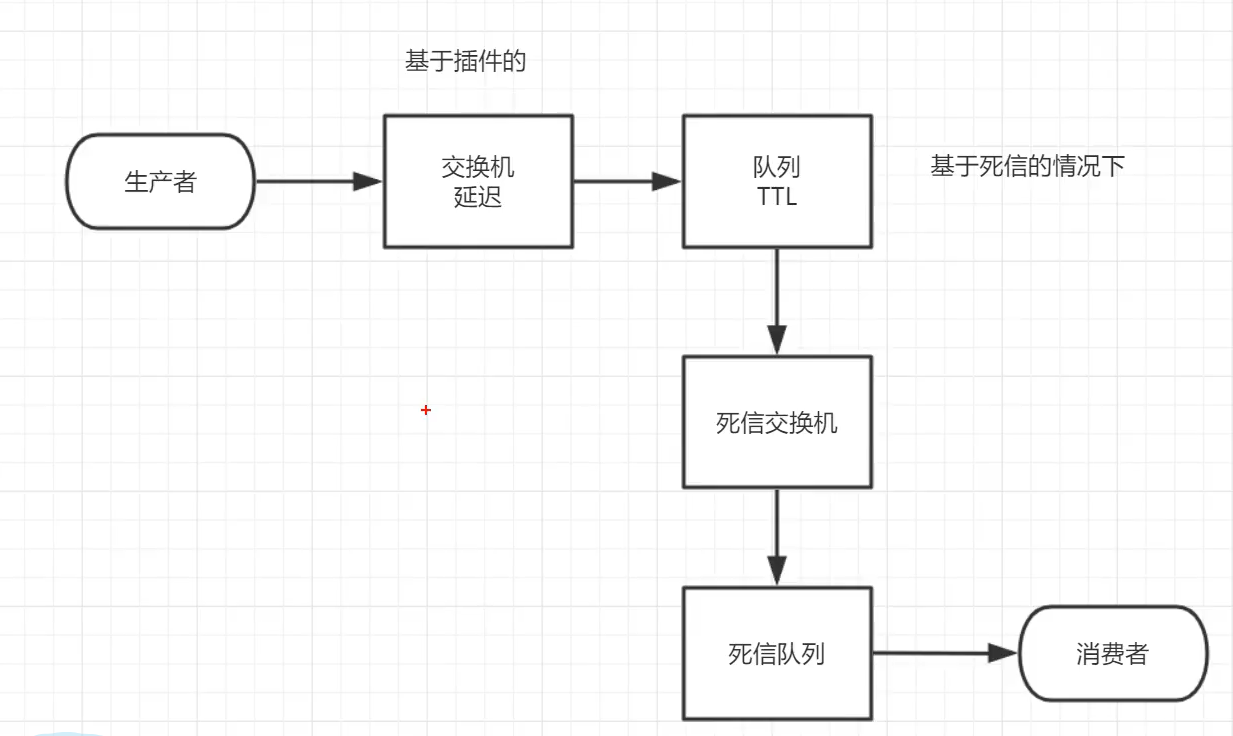 基于插件的
生产者
交换机
延迟
队列
TTL
基于死信的情况下
死信交换机
死信队列
消费者